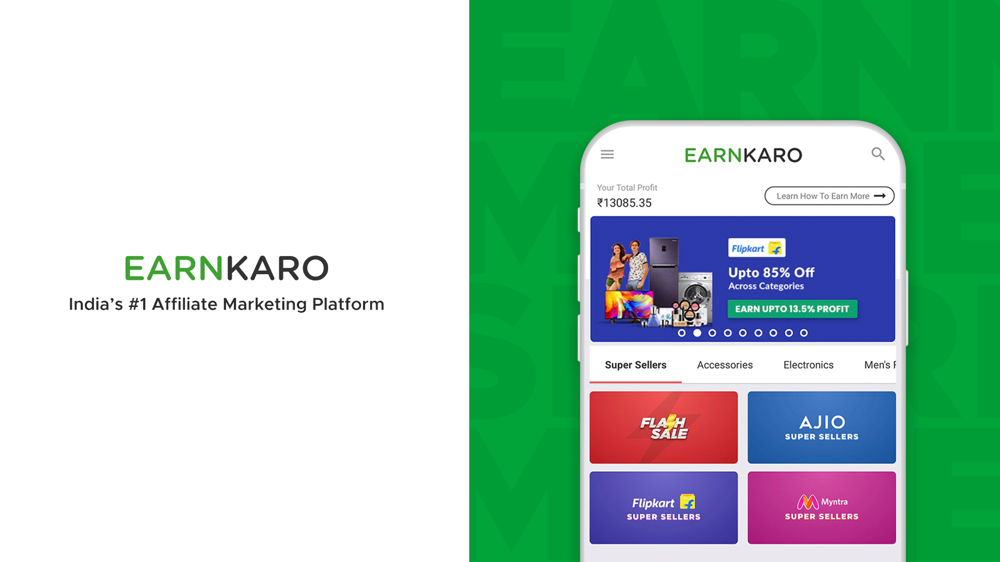 EARNKARO
India's #1 Affiliate Marketing Platform
EARN
EARNKARO
Your Total Profit
₹13085.35
Learn How To Earn More
Flipkart
Upto 85% Off
Across Categories
EARN UPTO 13.5% PROFIT
Super Sellers Accessories Electronics Men's
FLASH
SALE
AJIO
SUPER SELLERS
Flipkart
SUPER SELLERS
Myntra
SUPER SELLERS